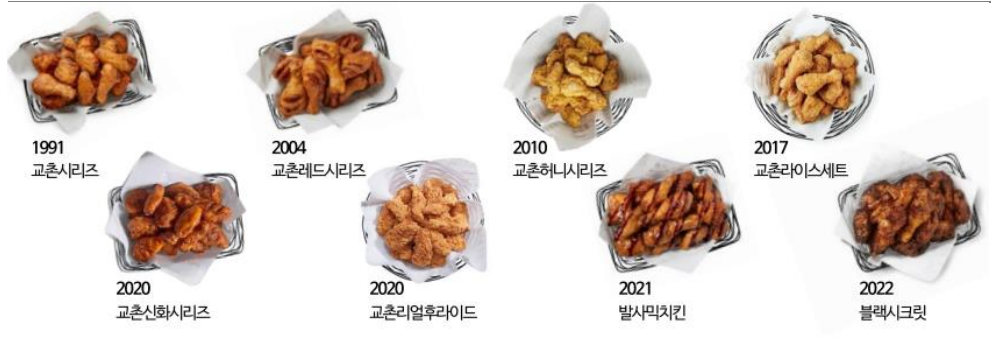 1991
교촌시리즈
2004
교촌레드시리즈
2010
교촌허니시리즈
2017
교촌라이스세트
2020
교촌신화시리즈
2020
교촌리얼후라이드
2021
발사믹치킨
2022
블랙시크릿